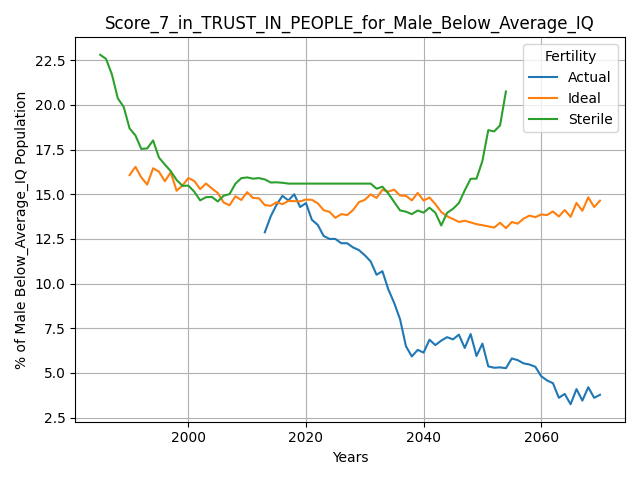 Score_7_in_TRUST_IN_PEOPLE_for_Male_Below_Average_IQ
Fertility
Actual
Ideal
Sterile
% of Male Below_Average_IQ Population
22.5
20.0
17.5
15.0
12.5
10.0
7.5
5.0
2.5
2000 2020 2040 2060
Years